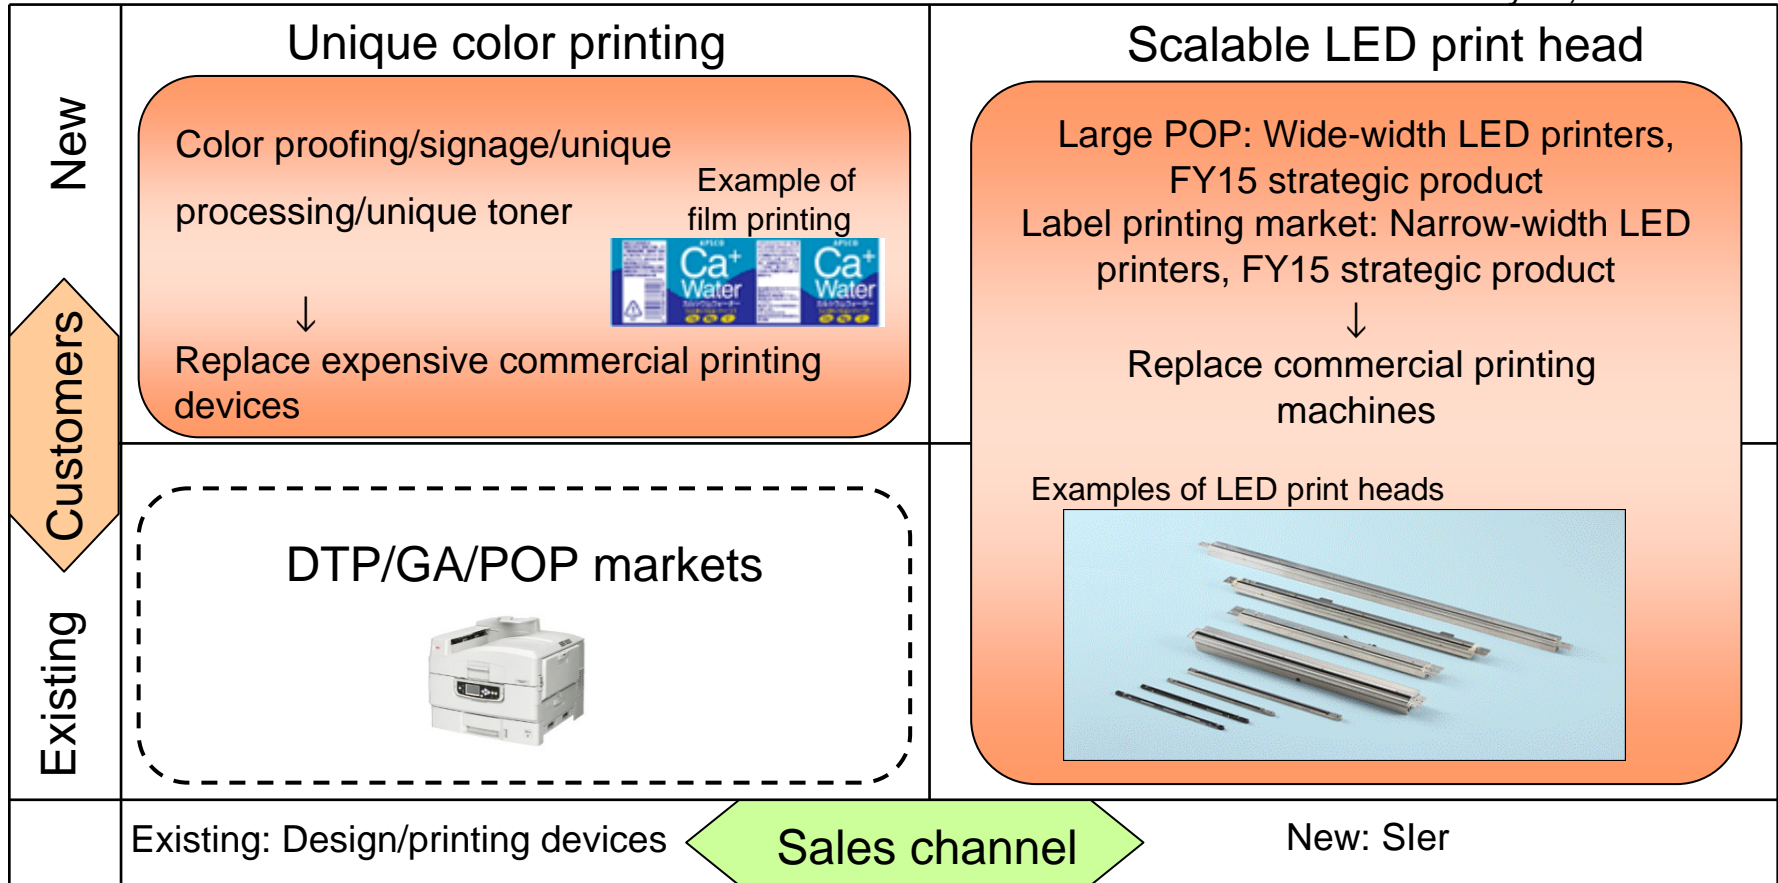 Unique color printing
Scalable LED print head
New
Customers
Existing
Color proofing/signage/unique
processing/unique toner
Example of
film printing
APSCO
Ca+
Water
Ca+
Water
↓
Replace expensive commercial printing
devices
Large POP: Wide-width LED printers,
FY15 strategic product
Label printing market: Narrow-width LED
printers, FY15 strategic product
↓
Replace commercial printing
machines
Examples of LED print heads
DTP/GA/POP markets
Existing: Design/printing devices
Sales channel
New: SIer